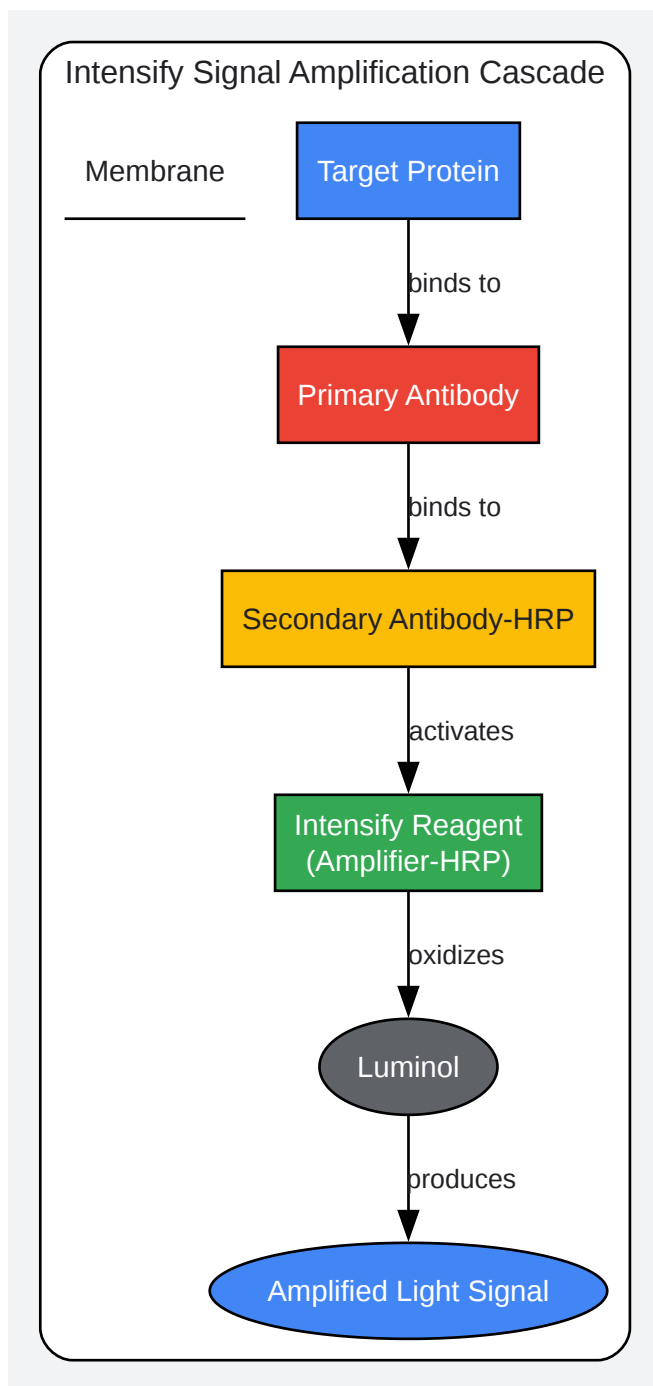 Intensify Signal Amplification Cascade
Membrane
Target Protein
binds to
Primary Antibody
binds to
Secondary Antibody-HRP
activates
Intensify Reagent
(Amplifier-HRP)
oxidizes
Luminol
produces
Amplified Light Signal